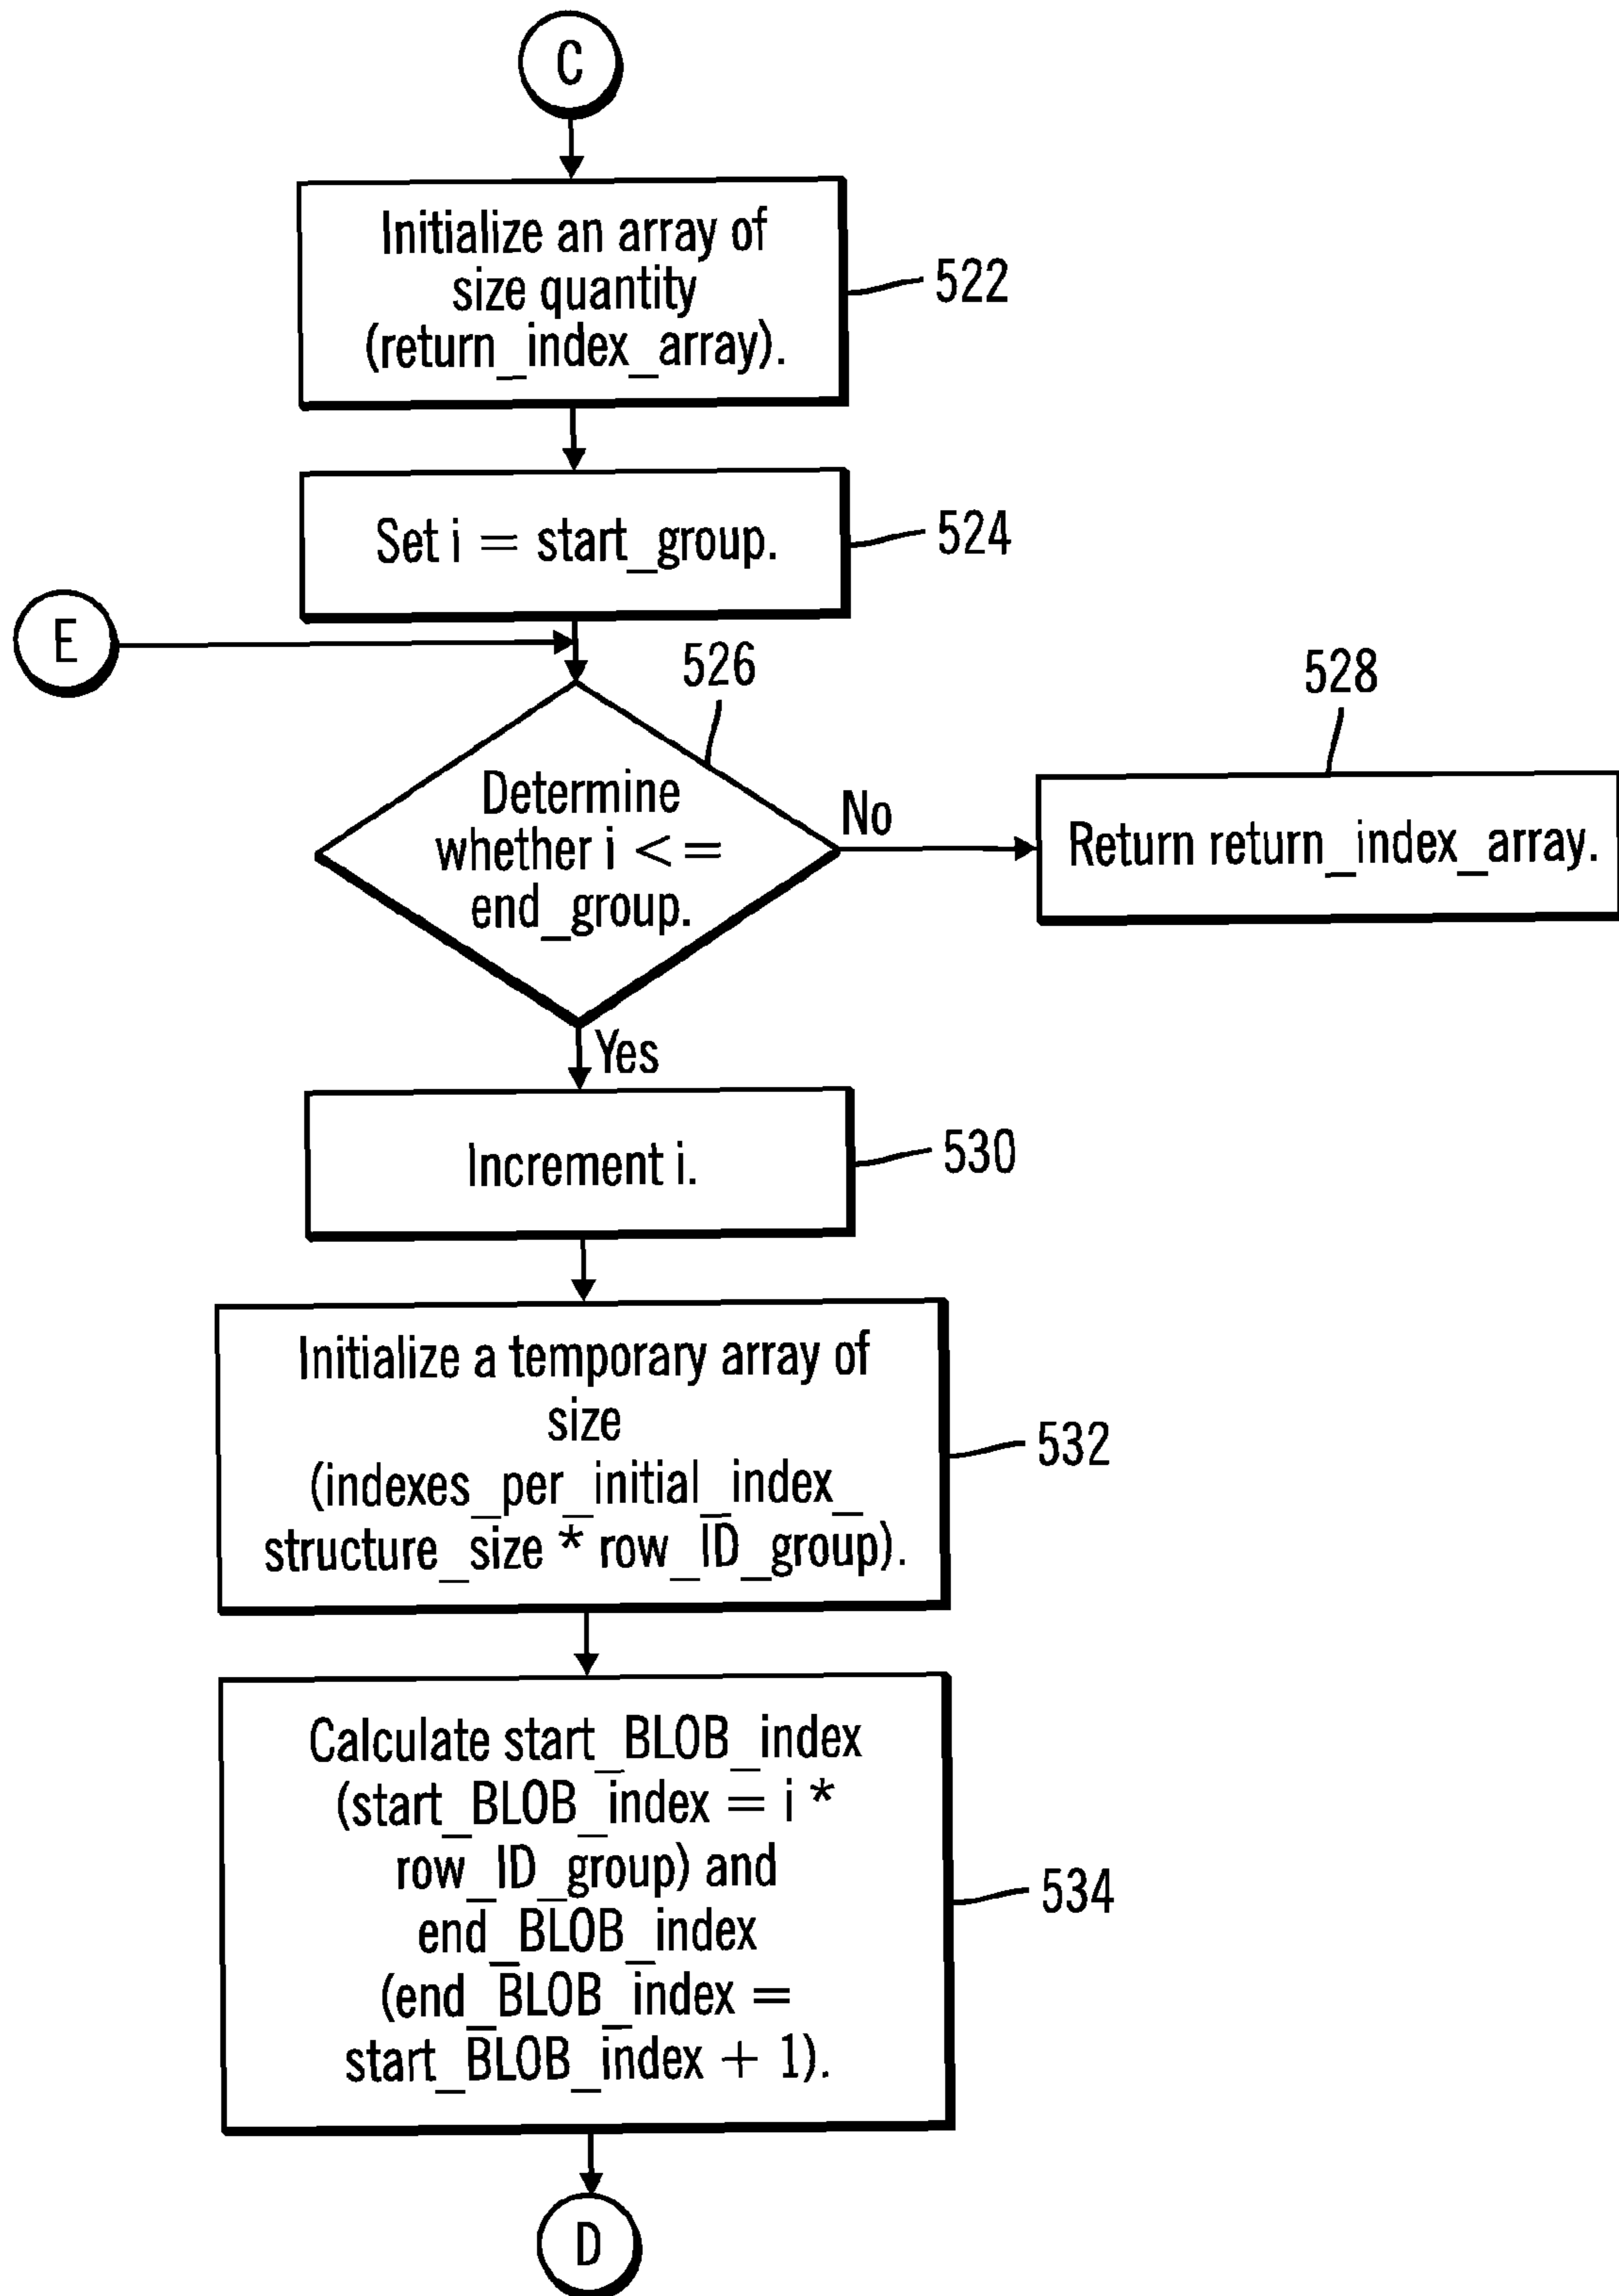 C
Initialize an array of
size quantity
(return_index_array).
522
Set i = start_group.
524
E
526
528
Determine
whether i <=
end_group.
No
Return return_index_array.
Yes
Increment i.
530
Initialize a temporary array of
size
(indexes_per_initial_index_
structure_size * row_ID_group).
532
Calculate start_BLOB_index
(start_BLOB_index = i *
row_ID_group) and
end_BLOB_index
(end_BLOB_index =
start_BLOB_index + 1).
534
D